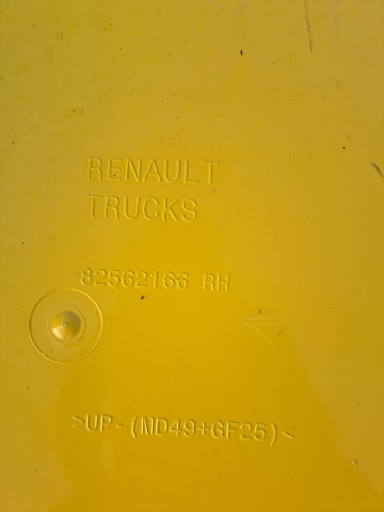 RENAULT
TRUCKS
82562166 RH
>UP-(MD49+GF25)<